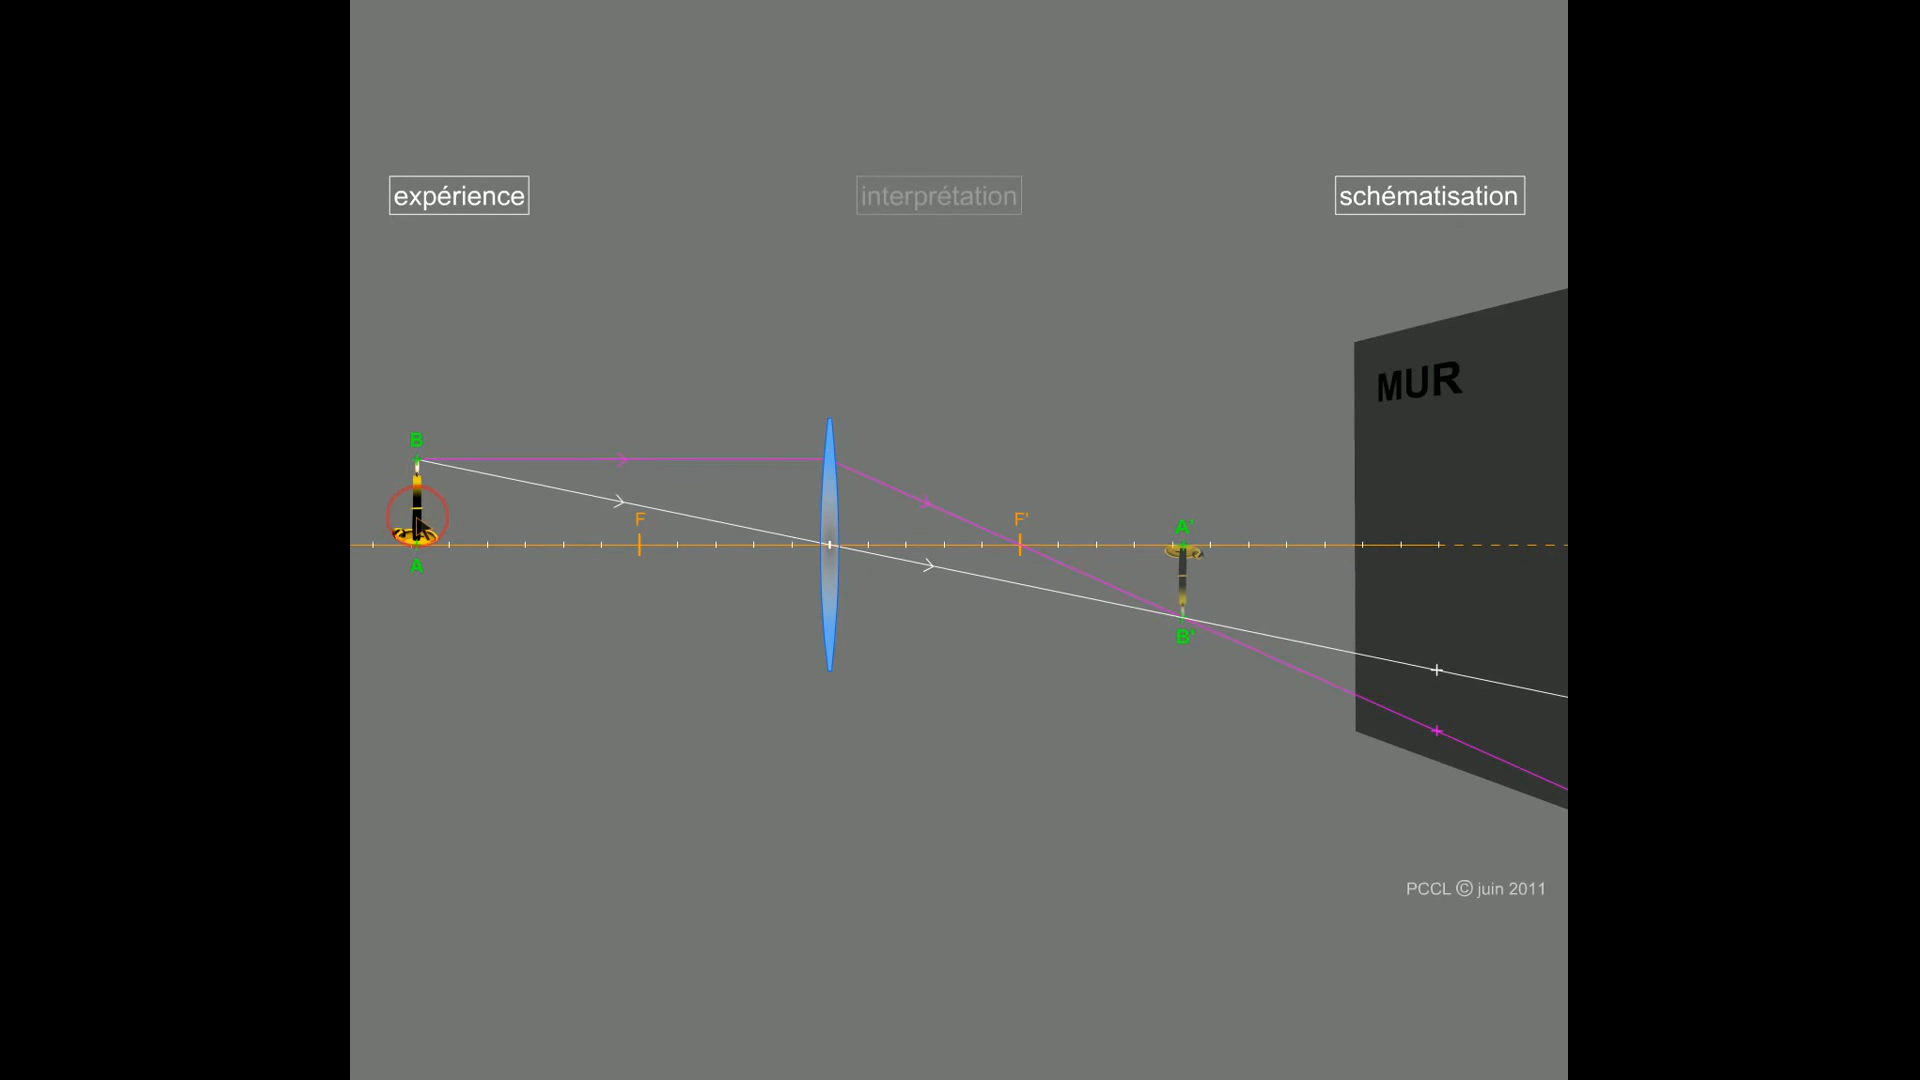 expérience
interprétation
schématisation
MUR
B
F
F'
A'
A
B'
PCCL © juin 2011